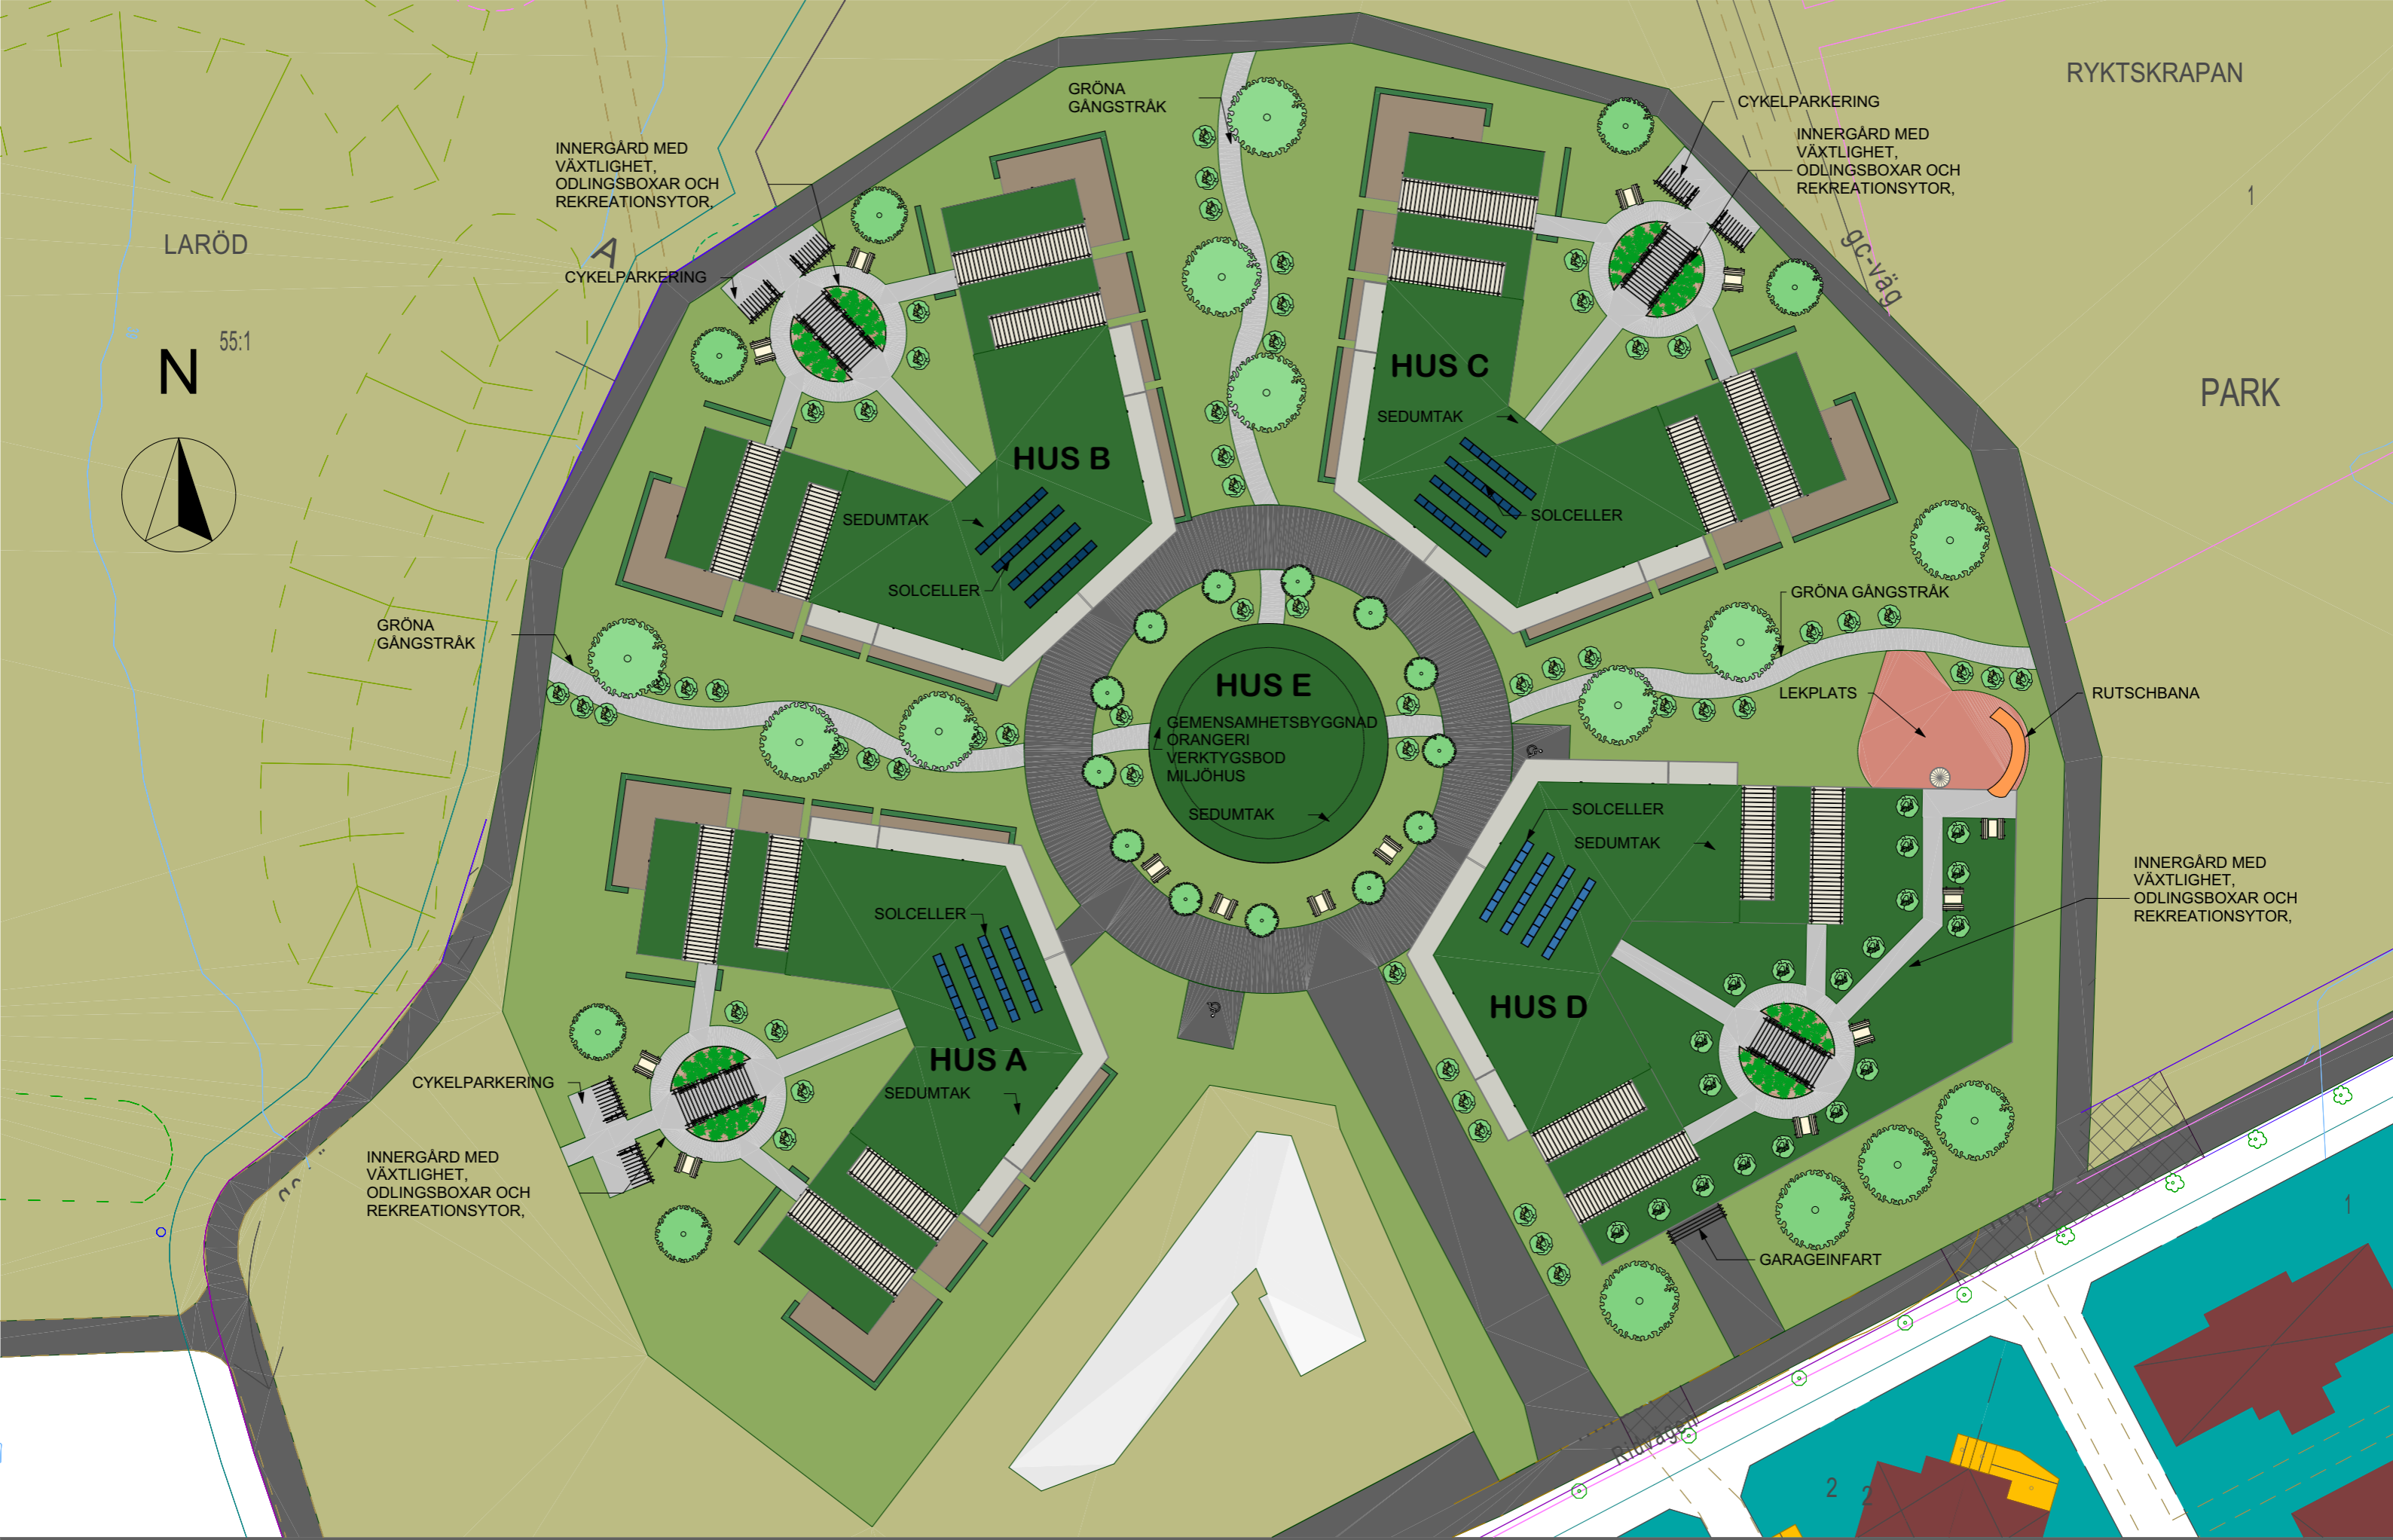 GRÖNA
GÅNGSTRÅK
RYKTSKRAPAN
CYKELPARKERING
INNERGÅRD MED
VÄXTLIGHET,
ODLINGSBOXAR OCH
REKREATIONSYTOR,
INNERGÅRD MED
VÄXTLIGHET,
ODLINGSBOXAR OCH
REKREATIONSYTOR,
1
LARÖD
A
CYKELPARKERING
gc-väg
55:1
N
HUS C
PARK
SEDUMTAK
HUS B
SEDUMTAK
SOLCELLER
SOLCELLER
GRÖNA GÅNGSTRÅK
GRÖNA
GÅNGSTRÅK
HUS E
LEKPLATS
RUTSCHBANA
GEMENSAMHETSBYGGNAD
ORANGERI
VERKTYGSBOD
MILJÖHUS
SEDUMTAK
SOLCELLER
SEDUMTAK
INNERGÅRD MED
VÄXTLIGHET,
ODLINGSBOXAR OCH
REKREATIONSYTOR,
SOLCELLER
HUS D
HUS A
CYKELPARKERING
SEDUMTAK
INNERGÅRD MED
VÄXTLIGHET,
ODLINGSBOXAR OCH
REKREATIONSYTOR,
1
GARAGEINFART
Ridvägen
2
2